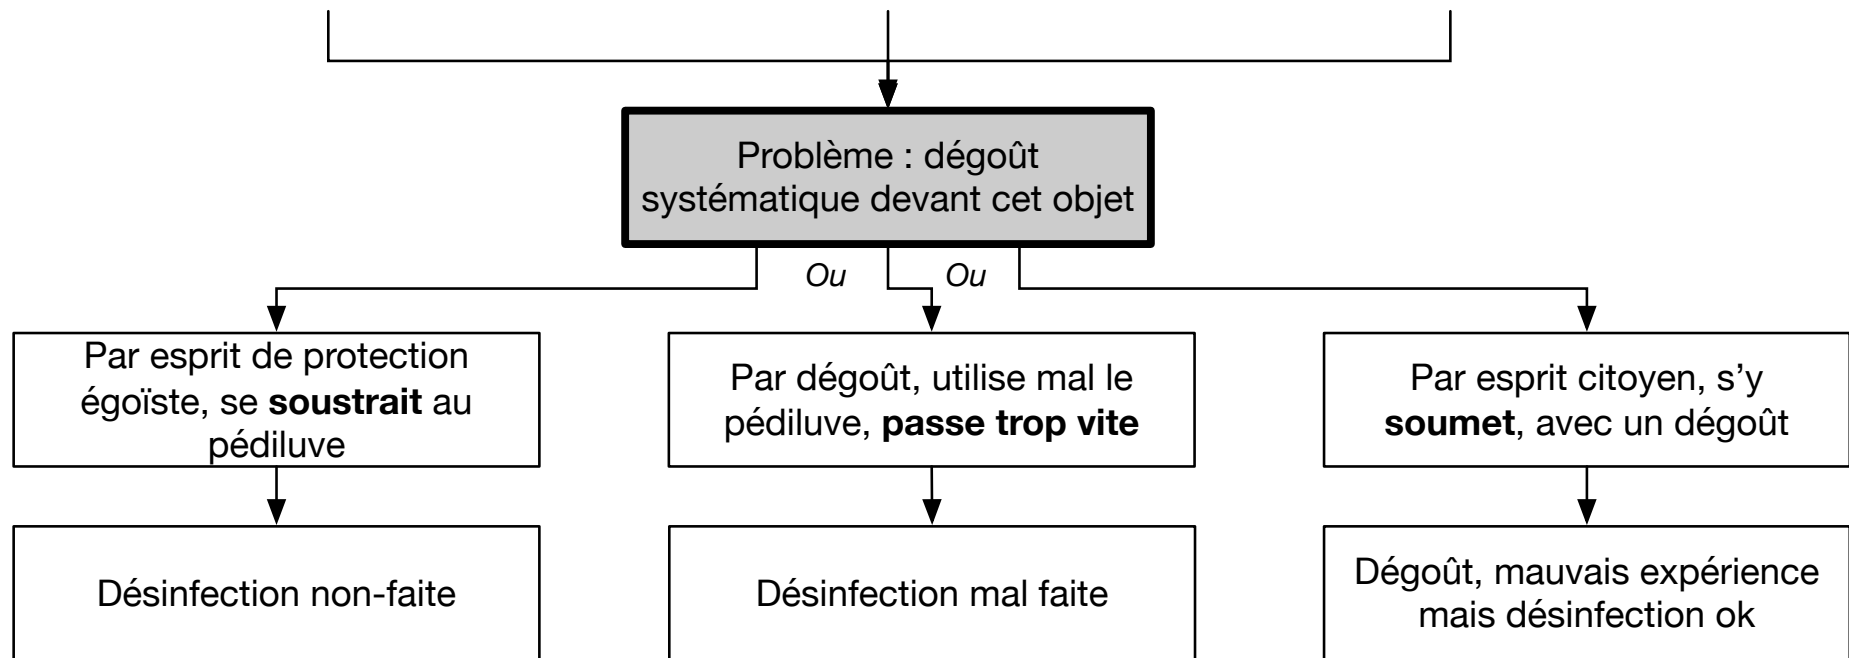 Problème : dégoût
systématique devant cet objet
Ou
Ou
Par esprit de protection
égoïste, se soustrait au
pédiluve
Par dégoût, utilise mal le
pédiluve, passe trop vite
Par esprit citoyen, s’y
soumet, avec un dégoût
Désinfection non-faite
Désinfection mal faite
Dégoût, mauvais expérience
mais désinfection ok